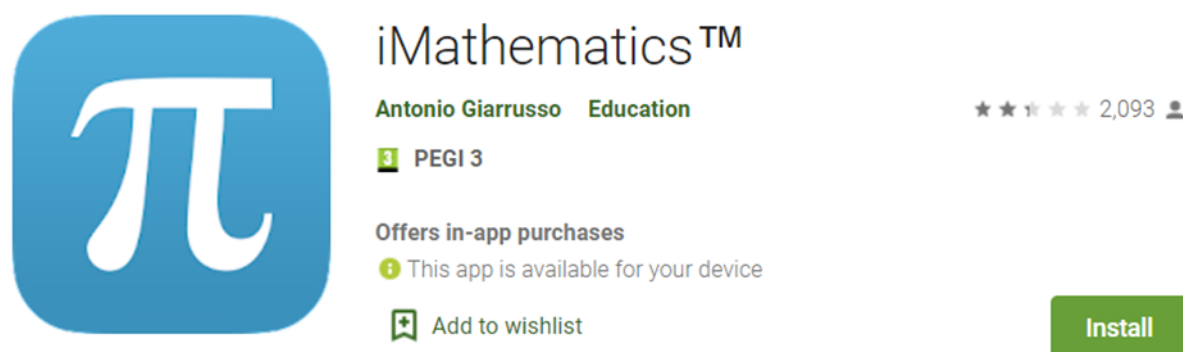 iMathematics™
Antonio Giarrusso Education 2,093
3 PEGI 3
Offers in-app purchases
This app is available for your device
Add to wishlist
Install
π